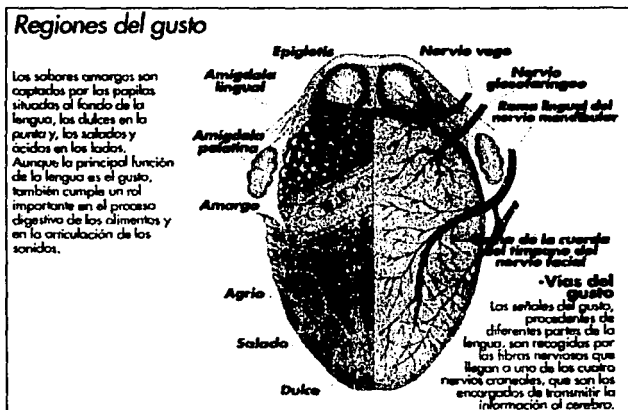 Regiones del gusto
Los sabores amargos son
captados por las papilas
situadas al fondo de la
lengua, los dulces en la
punta y, los salados y
ácidos en los lados.
Aunque la principal función
de la lengua es el gusto,
también cumple un rol
importante en el proceso
digestivo de los alimentos y
en la articulación de los
sonidos.
Epiglotis
Amígdala
lingual
Amígdala
palatina
Amargo
Agrio
Salado
Dulce
Nervio vago
Nervio
glosofaríngeo
Rama lingual del
nervio mandibular
de la cuerda
del tímpano del
nervio facial
-Vías del
gusto
Las señales del gusto,
procedentes de
diferentes partes de la
lengua, son recogidas por
las fibras nerviosas que
llegan a uno de los cuatro
nervios craneales, que son los
encargados de transmitir la
información al cerebro.